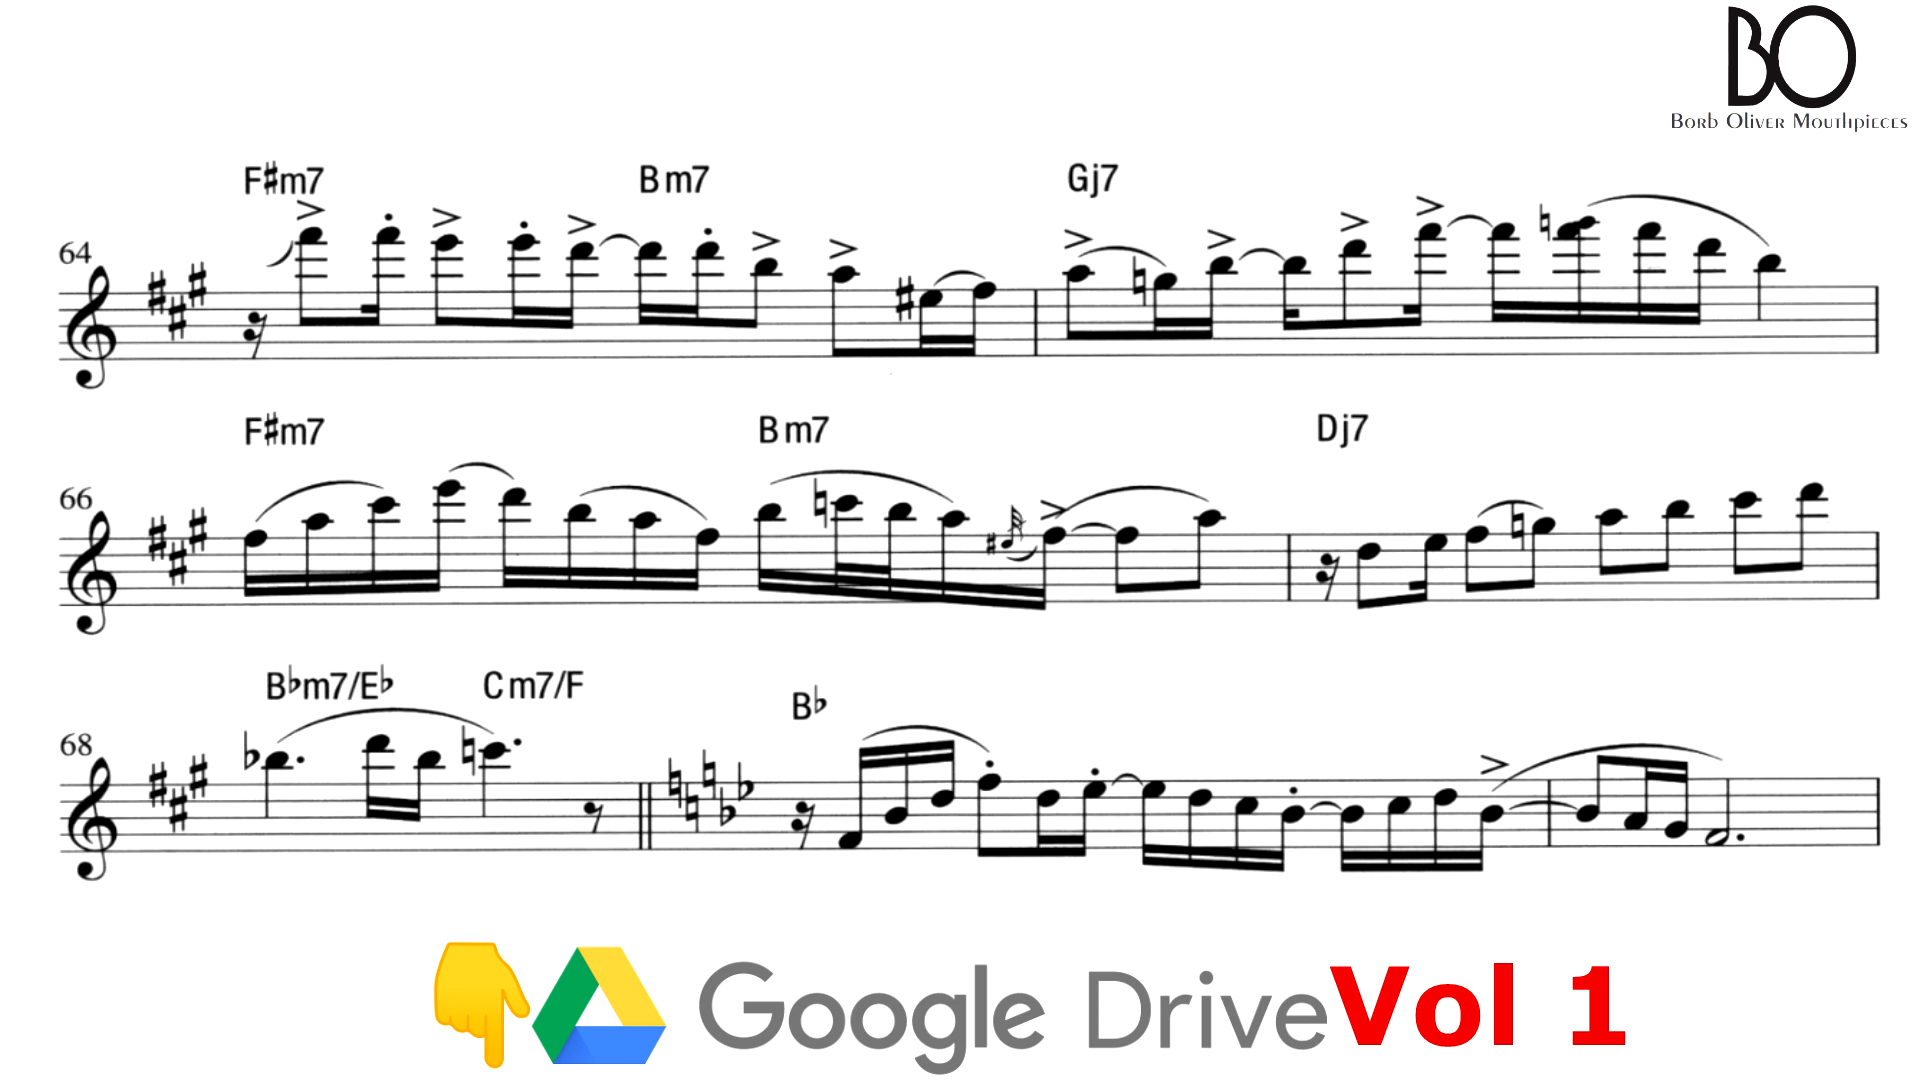 BO
Borb Oliver Mouthpieces
F#m7 Bm7 Gj7
64
F#m7 Bm7 Dj7
66
B♭m7/E♭ Cm7/F B♭
68
Google Drive Vol 1